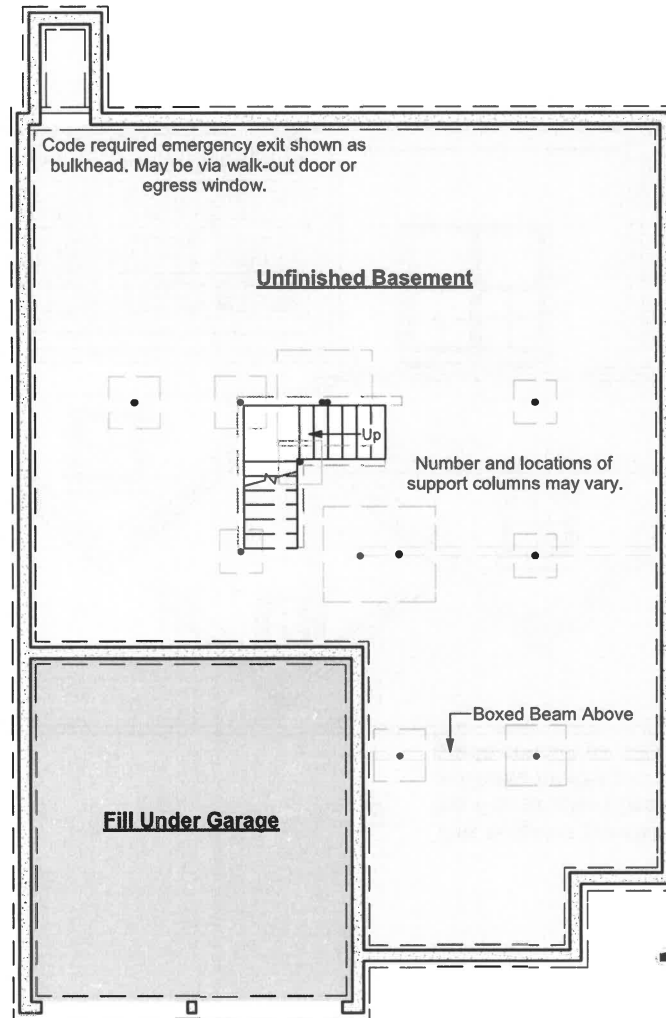 Code required emergency exit shown as
bulkhead. May be via walk-out door or
egress window.
Unfinished Basement
Up
Number and locations of
support columns may vary.
Boxed Beam Above
Fill Under Garage